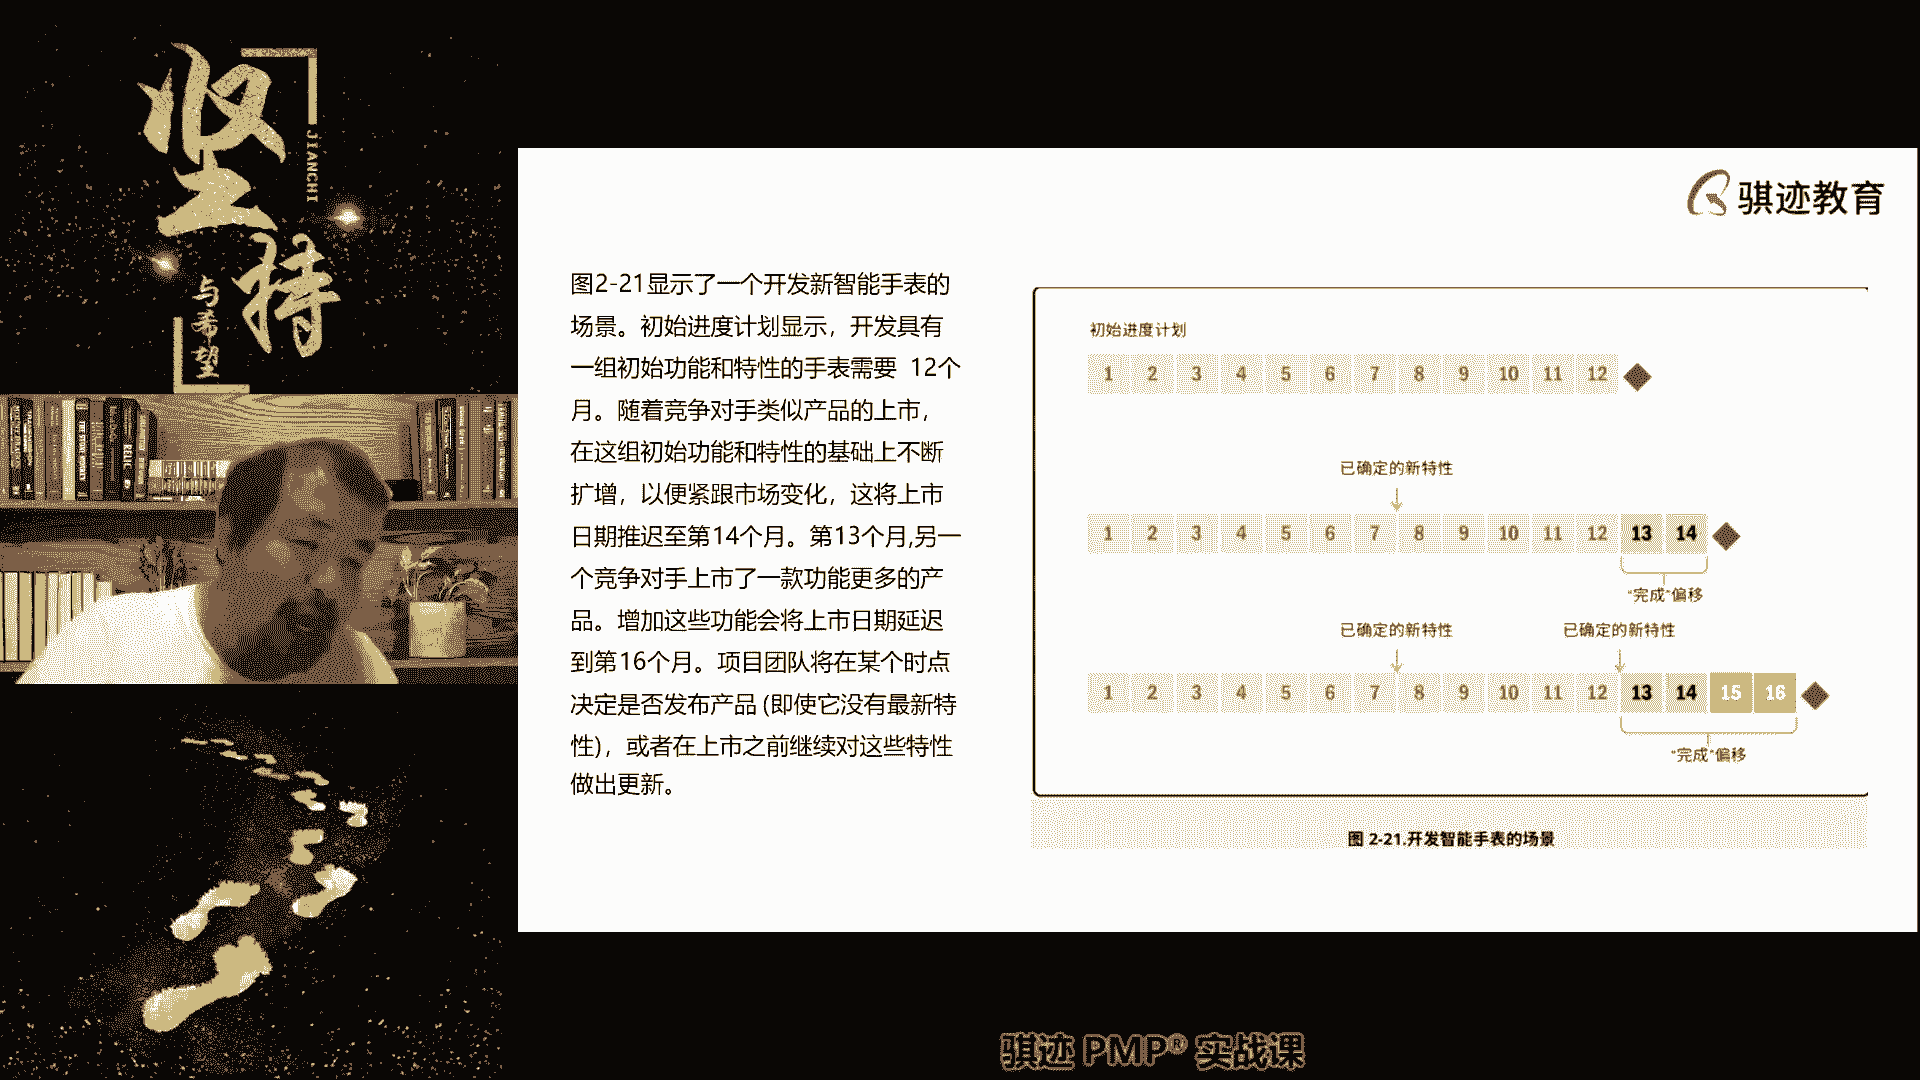 坚持
JIANCHI
与希望
RELIC
骐迹教育
图2-21显示了一个开发新智能手表的
场景。初始进度计划显示，开发具有
一组初始功能和特性的手表需要 12个
月。随着竞争对手类似产品的上市，
在这组初始功能和特性的基础上不断
扩增，以便紧跟市场变化，这将上市
日期推迟至第14个月。第13个月,另一
个竞争对手上市了一款功能更多的产
品。增加这些功能会将上市日期延迟
到第16个月。项目团队将在某个时点
决定是否发布产品 (即使它没有最新特
性)，或者在上市之前继续对这些特性
做出更新。
初始进度计划
1 2 3 4 5 6 7 8 9 10 11 12
已确定的新特性
1 2 3 4 5 6 7 8 9 10 11 12 13 14
“完成”偏移
已确定的新特性 已确定的新特性
1 2 3 4 5 6 7 8 9 10 11 12 13 14 15 16
“完成”偏移
图 2-21.开发智能手表的场景
骐迹 PMP® 实战课